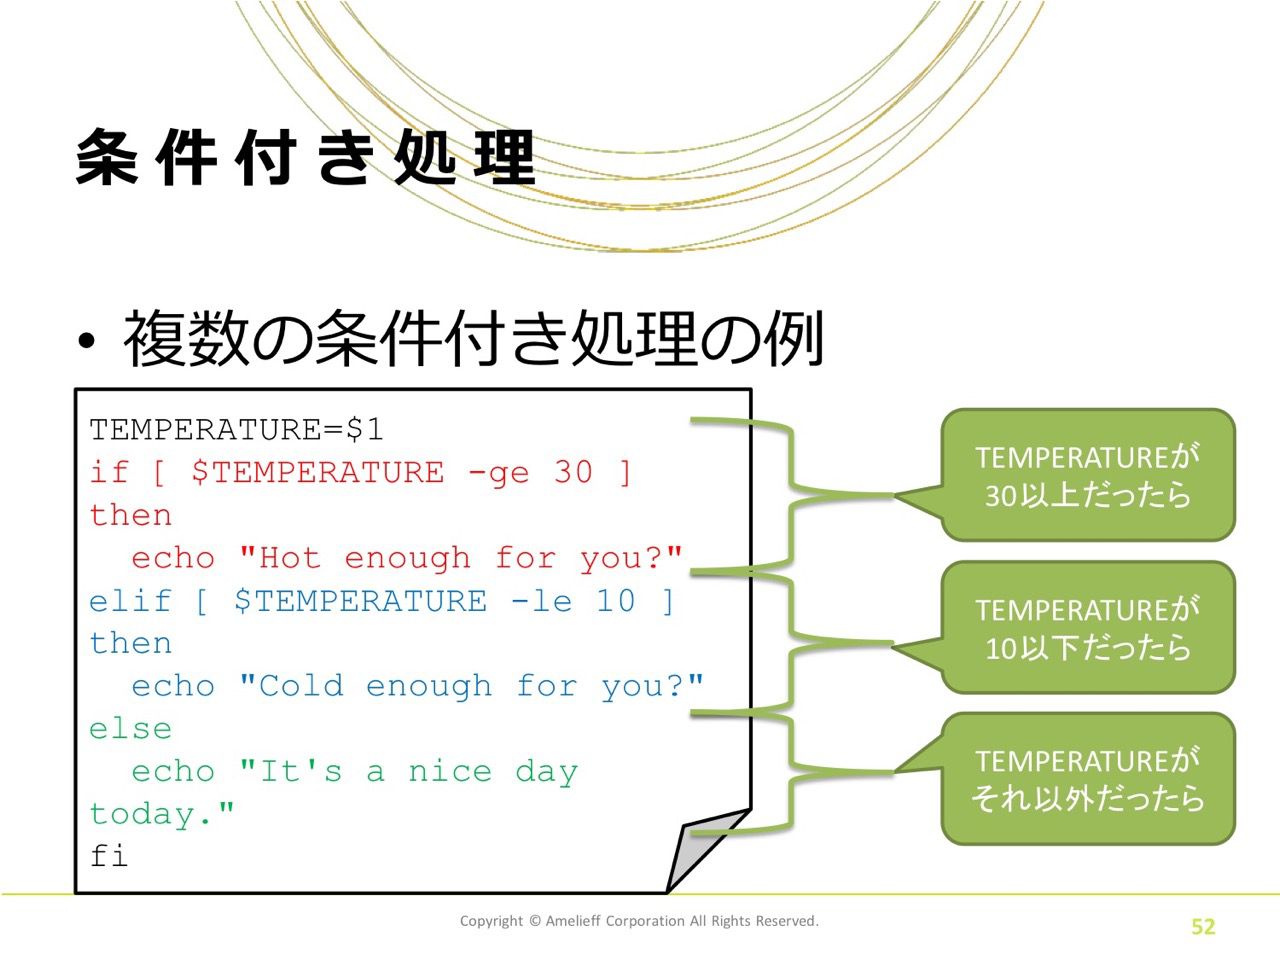 条件付き処理
• 複数の条件付き処理の例
TEMPERATURE=$1
if [ $TEMPERATURE -ge 30 ]
then
  echo "Hot enough for you?"
elif [ $TEMPERATURE -le 10 ]
then
  echo "Cold enough for you?"
else
  echo "It's a nice day
today."
fi
TEMPERATUREが
30以上だったら
TEMPERATUREが
10以下だったら
TEMPERATUREが
それ以外だったら
Copyright © Amelieff Corporation All Rights Reserved.
52